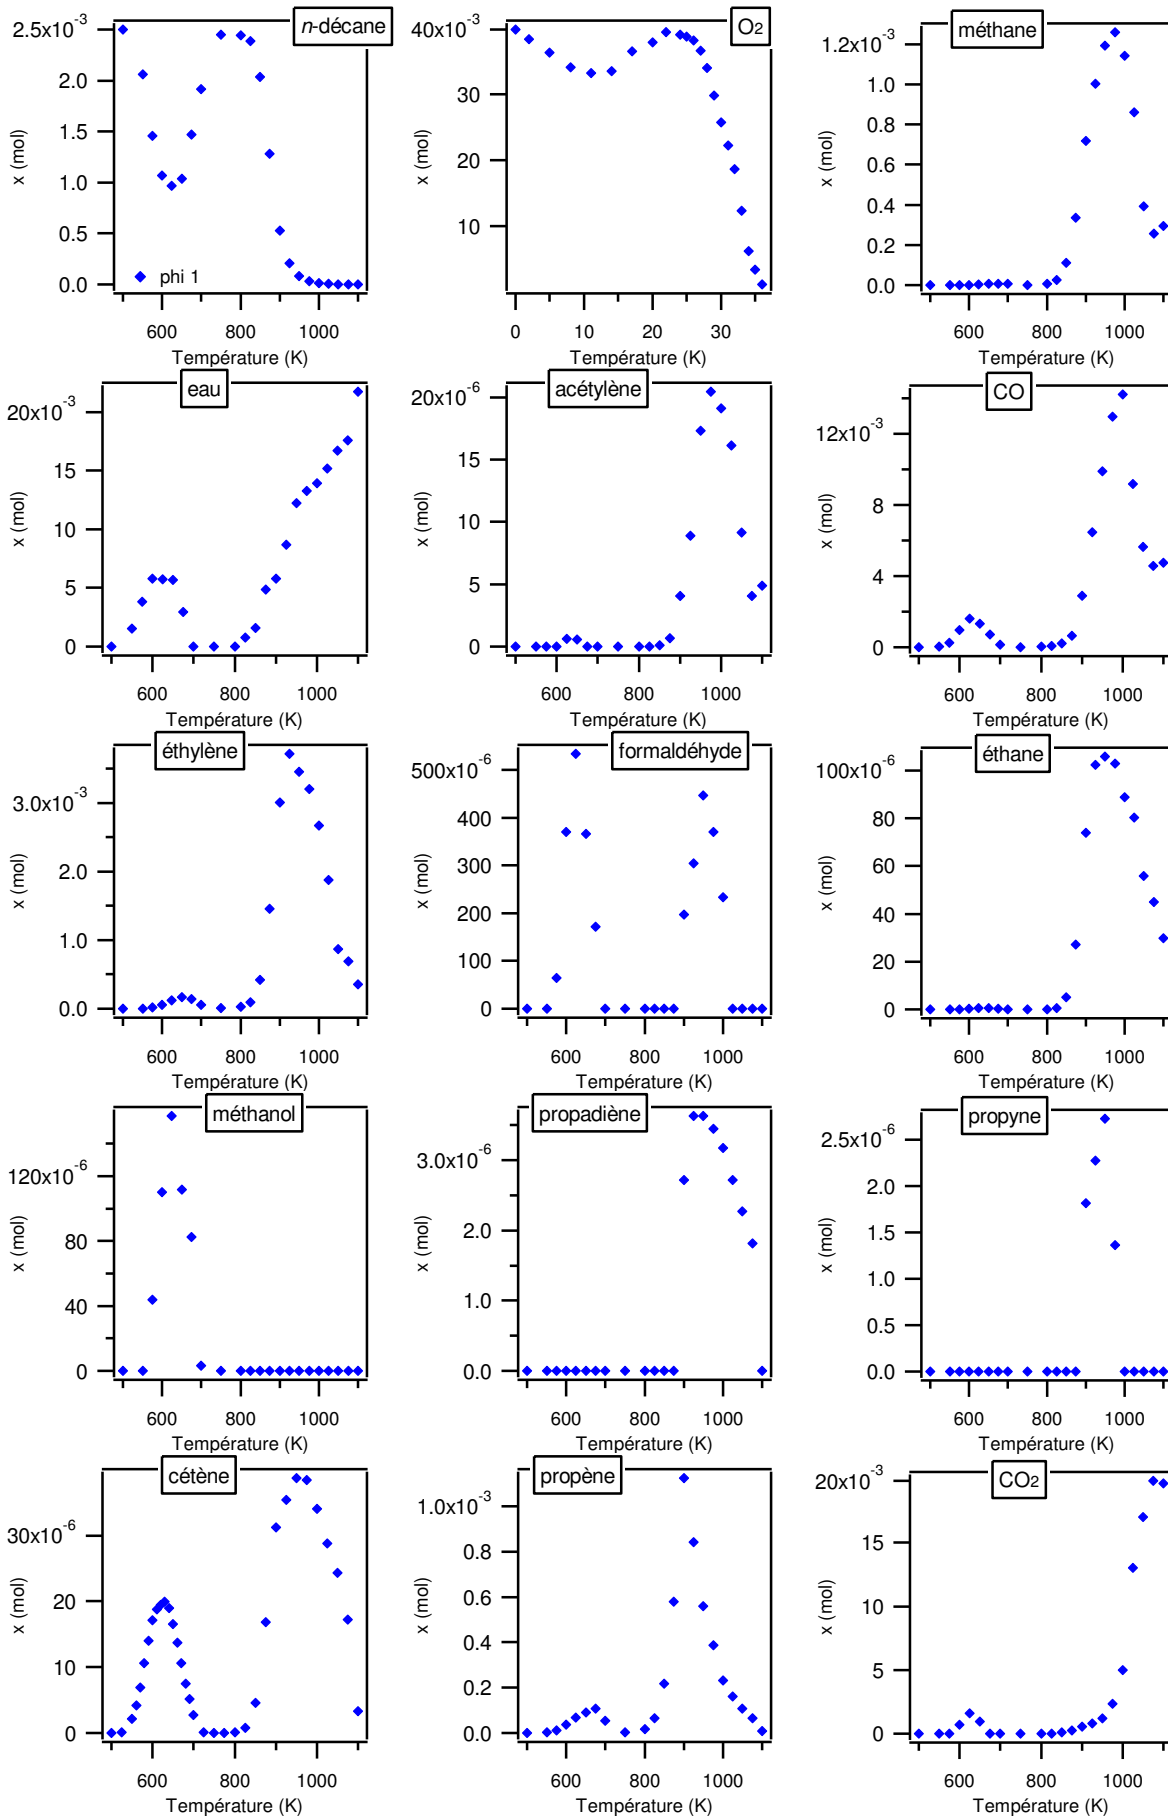 n-décane
2.5x10-3
2.0
1.5
1.0
0.5
0.0
x (mol)
phi 1
600 800 1000
Température (K)
O2
40x10-3
30
20
10
x (mol)
0 10 20 30
Température (K)
méthane
1.2x10-3
1.0
0.8
0.6
0.4
0.2
0.0
x (mol)
600 800 1000
Température (K)
eau
20x10-3
15
10
5
0
x (mol)
600 800 1000
Température (K)
acétylène
20x10-6
15
10
5
0
x (mol)
600 800 1000
Température (K)
CO
12x10-3
8
4
0
x (mol)
600 800 1000
Température (K)
éthylène
3.0x10-3
2.0
1.0
0.0
x (mol)
600 800 1000
Température (K)
formaldéhyde
500x10-6
400
300
200
100
0
x (mol)
600 800 1000
Température (K)
éthane
100x10-6
80
60
40
20
0
x (mol)
600 800 1000
Température (K)
méthanol
120x10-6
80
40
0
x (mol)
600 800 1000
Température (K)
propadiène
3.0x10-6
2.0
1.0
0.0
x (mol)
600 800 1000
Température (K)
propyne
2.5x10-6
2.0
1.5
1.0
0.5
0.0
x (mol)
600 800 1000
Température (K)
cétène
30x10-6
20
10
0
x (mol)
600 800 1000
Température (K)
propène
1.0x10-3
0.8
0.6
0.4
0.2
0.0
x (mol)
600 800 1000
Température (K)
CO2
20x10-3
15
10
5
0
x (mol)
600 800 1000
Température (K)